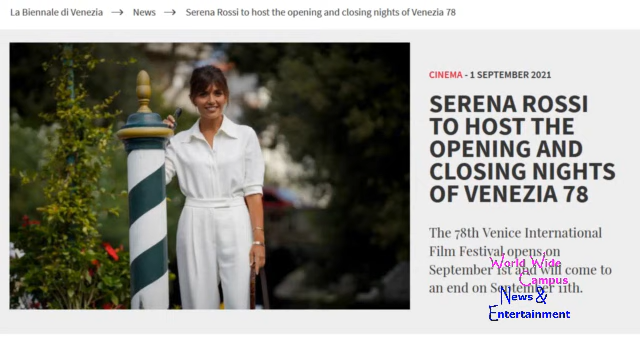 La Biennale di Venezia → News → Serena Rossi to host the opening and closing nights of Venezia 78
CINEMA - 1 SEPTEMBER 2021
SERENA ROSSI
TO HOST THE
OPENING AND
CLOSING NIGHTS
OF VENEZIA 78
The 78th Venice International
Film Festival opens on
September 1st and will come to
an end on September 11th.
World Wide
Campus
News &
Entertainment